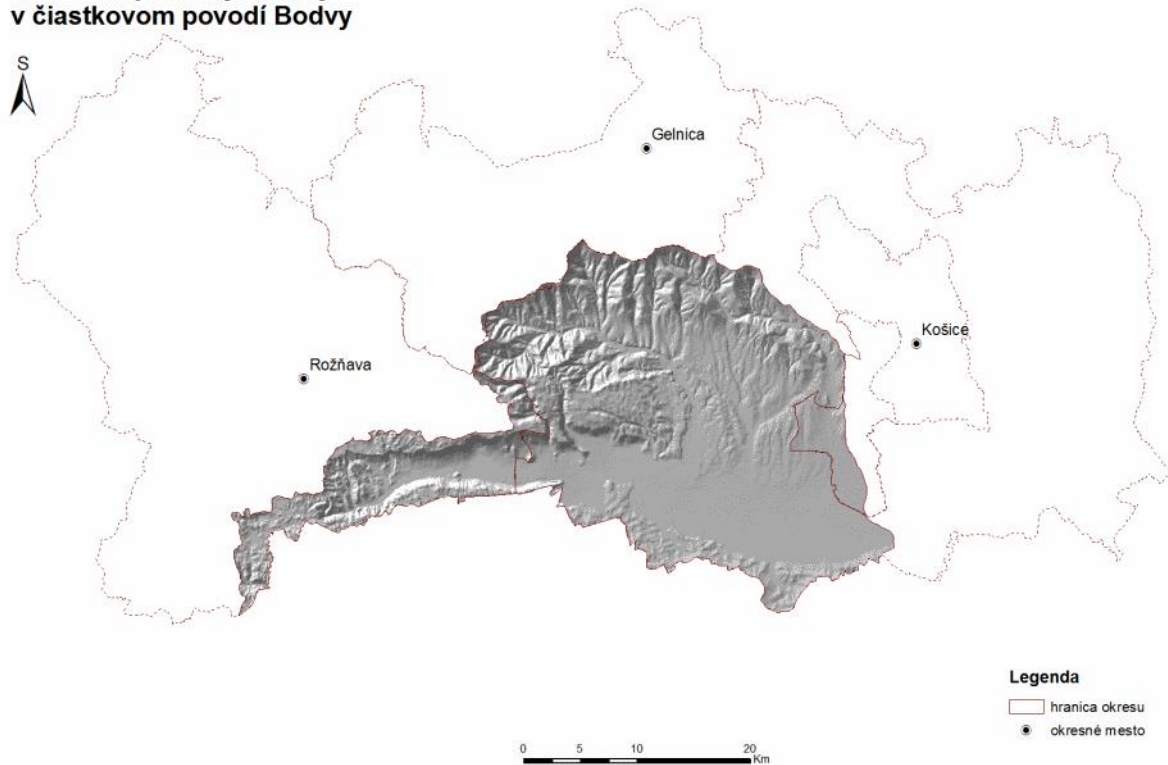 v čiastkovom povodí Bodvy
S
Gelnica
Košice
Rožňava
Legenda
hranica okresu
okresné mesto
0 5 10 20
Km